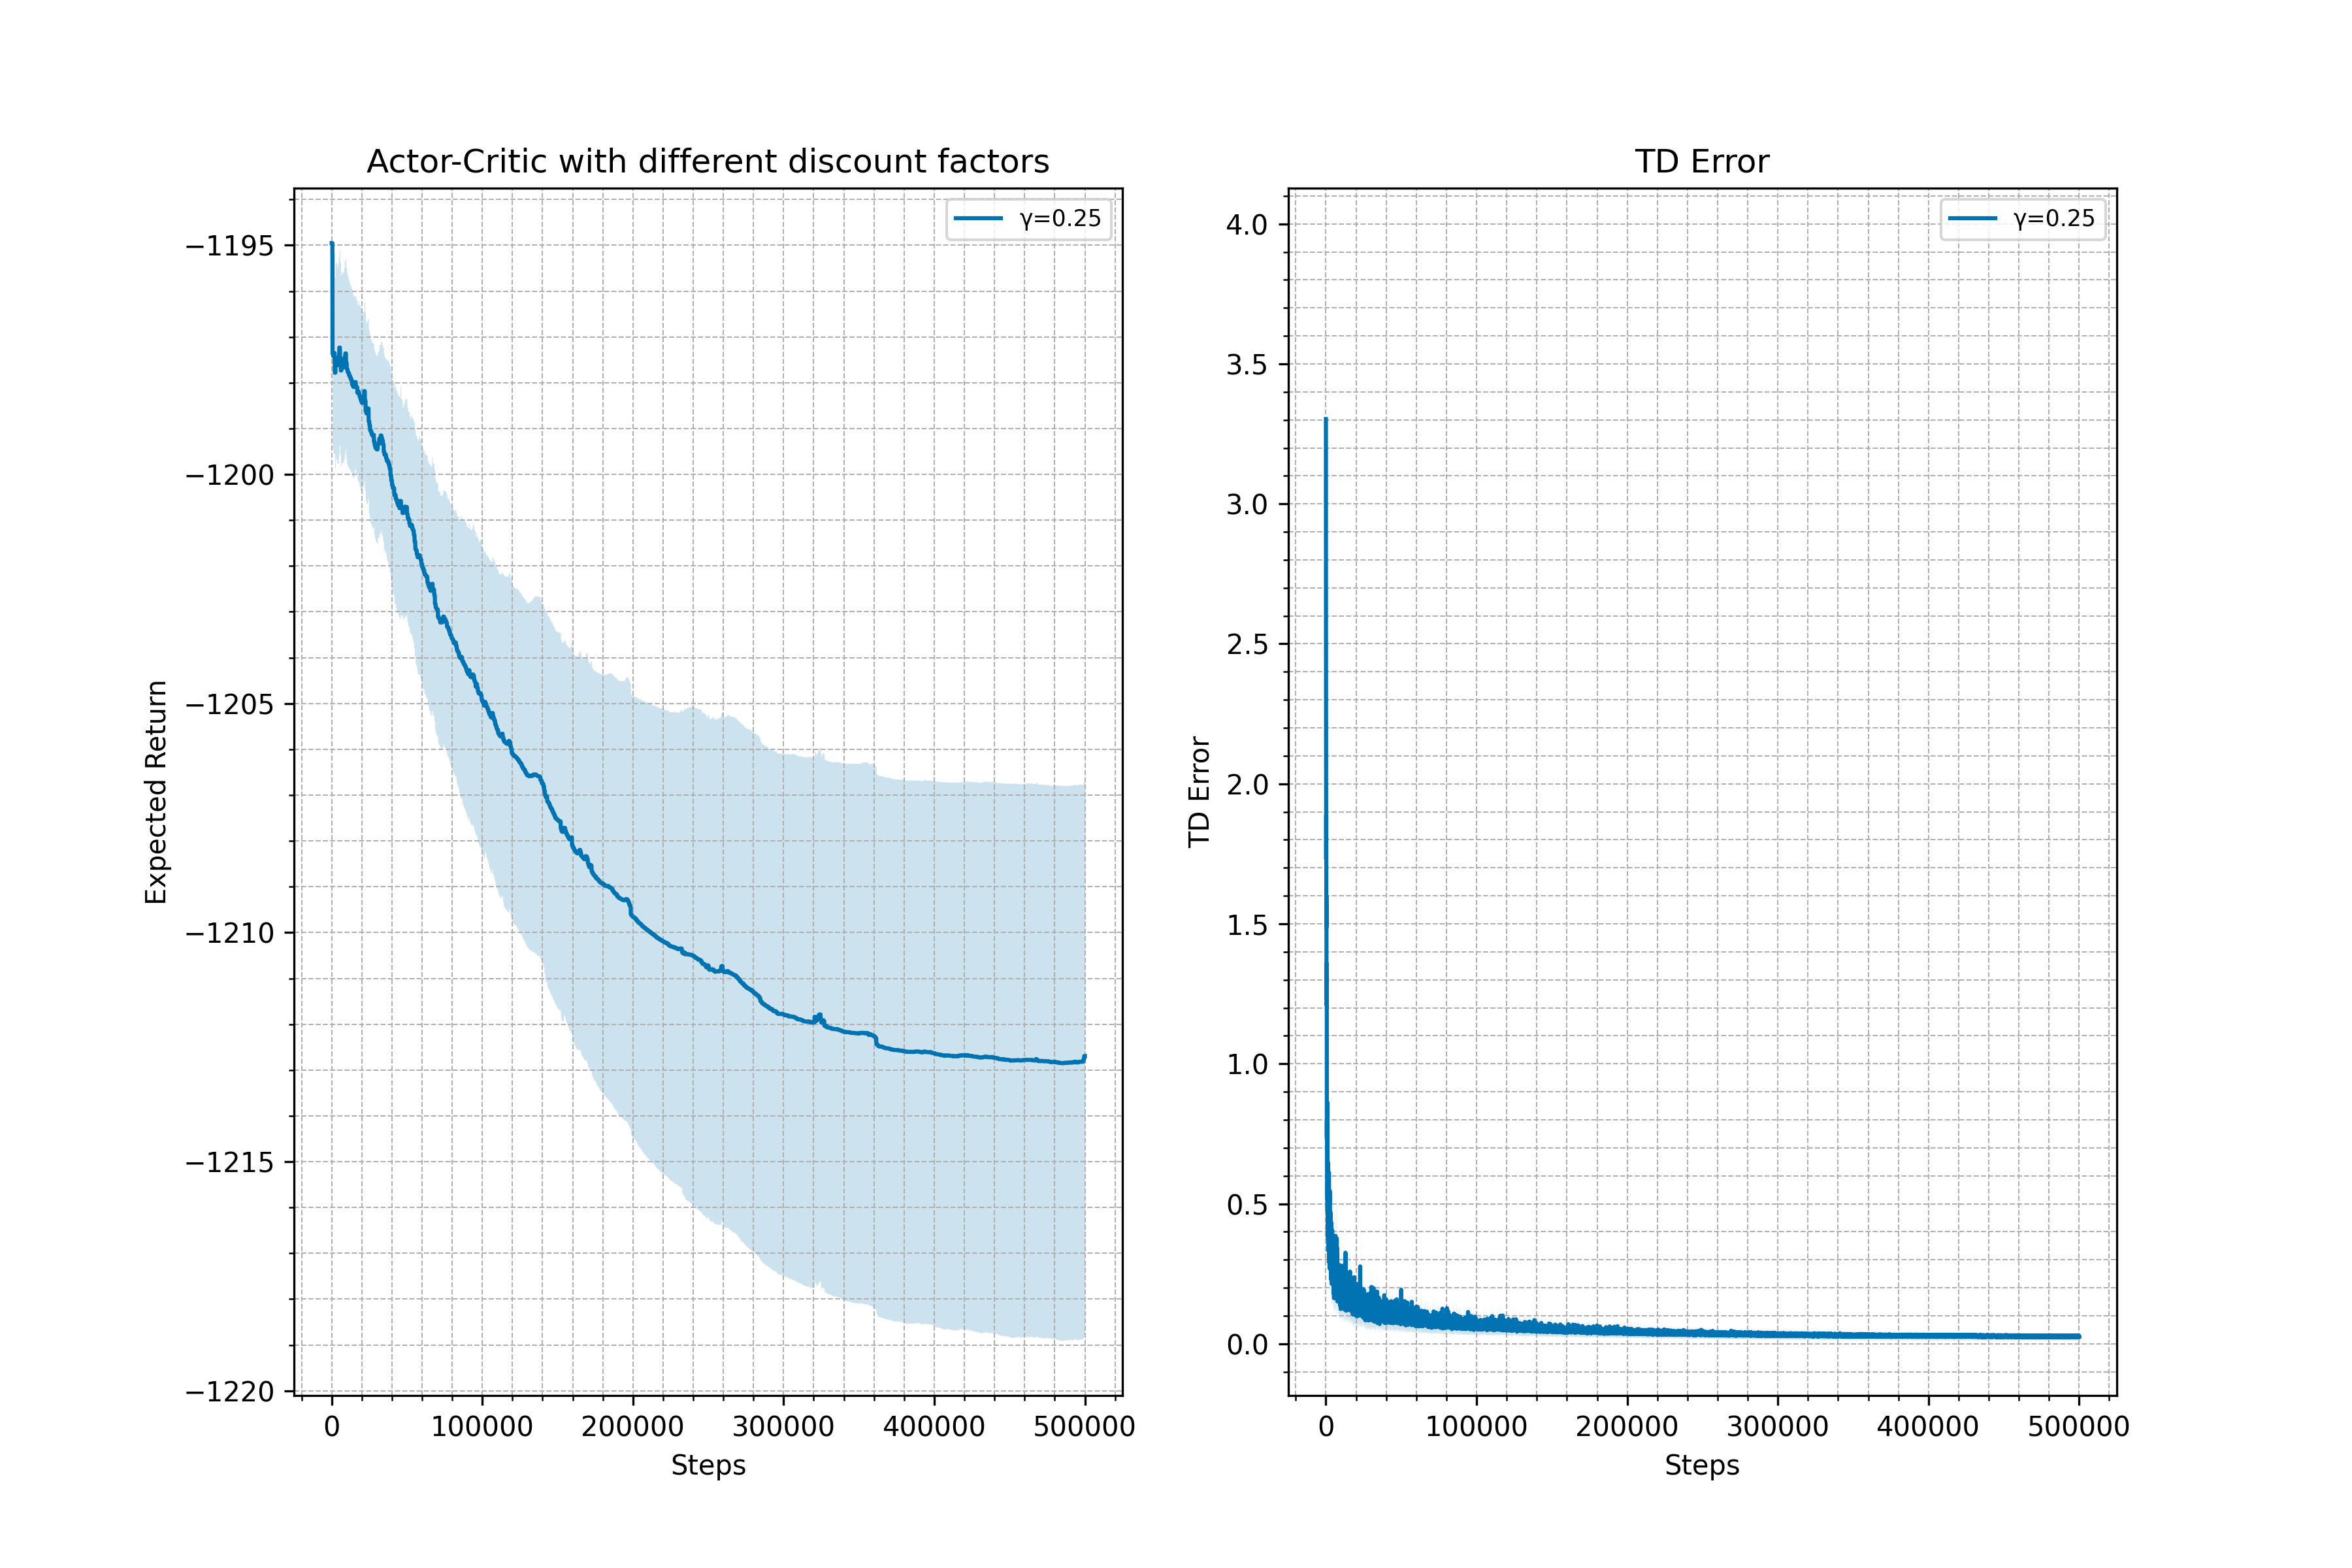 Actor-Critic with different discount factors
γ=0.25
−1195
−1200
−1205
−1210
−1215
−1220
Expected Return
0 100000 200000 300000 400000 500000
Steps
TD Error
γ=0.25
4.0
3.5
3.0
2.5
2.0
1.5
1.0
0.5
0.0
TD Error
0 100000 200000 300000 400000 500000
Steps